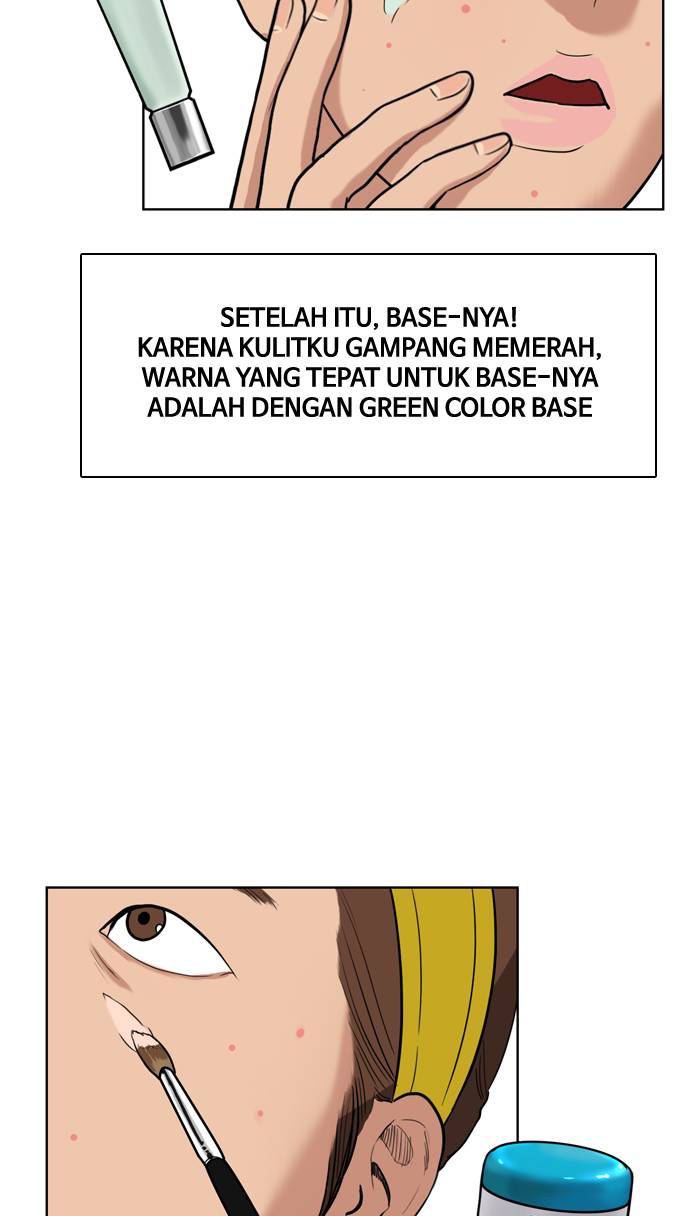 SETELAH ITU, BASE-NYA!
KARENA KULITKU GAMPANG MEMERAH,
WARNA YANG TEPAT UNTUK BASE-NYA
ADALAH DENGAN GREEN COLOR BASE